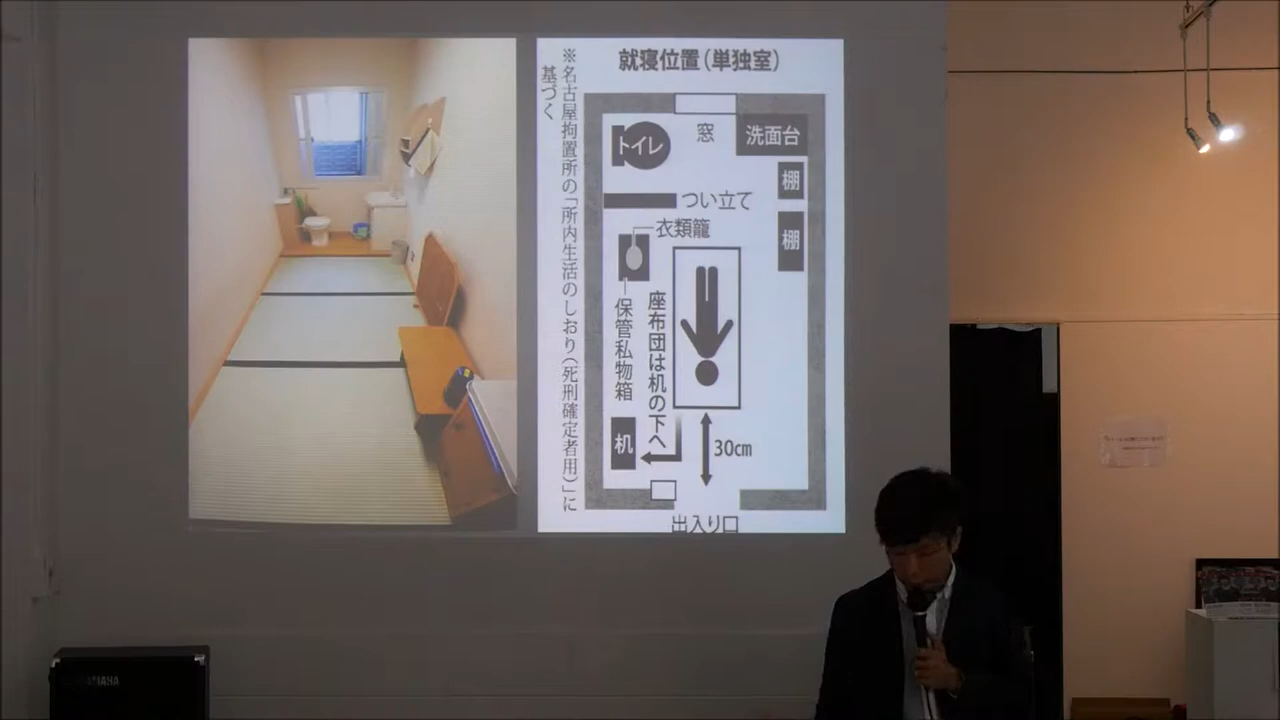 就寝位置（単独室）
※名古屋拘置所の「所内生活のしおり（死刑確定者用）」に
基づく
窓
洗面台
トイレ
棚
つい立て
棚
衣類籠
保管私物箱
座布団は机の下へ
机
30㎝
出入り口
YAMAHA